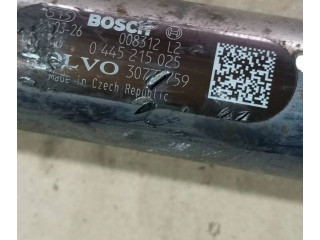 BOSCH
008312 L2
0 445 215 025
VOLVO
Made in Czech Republic